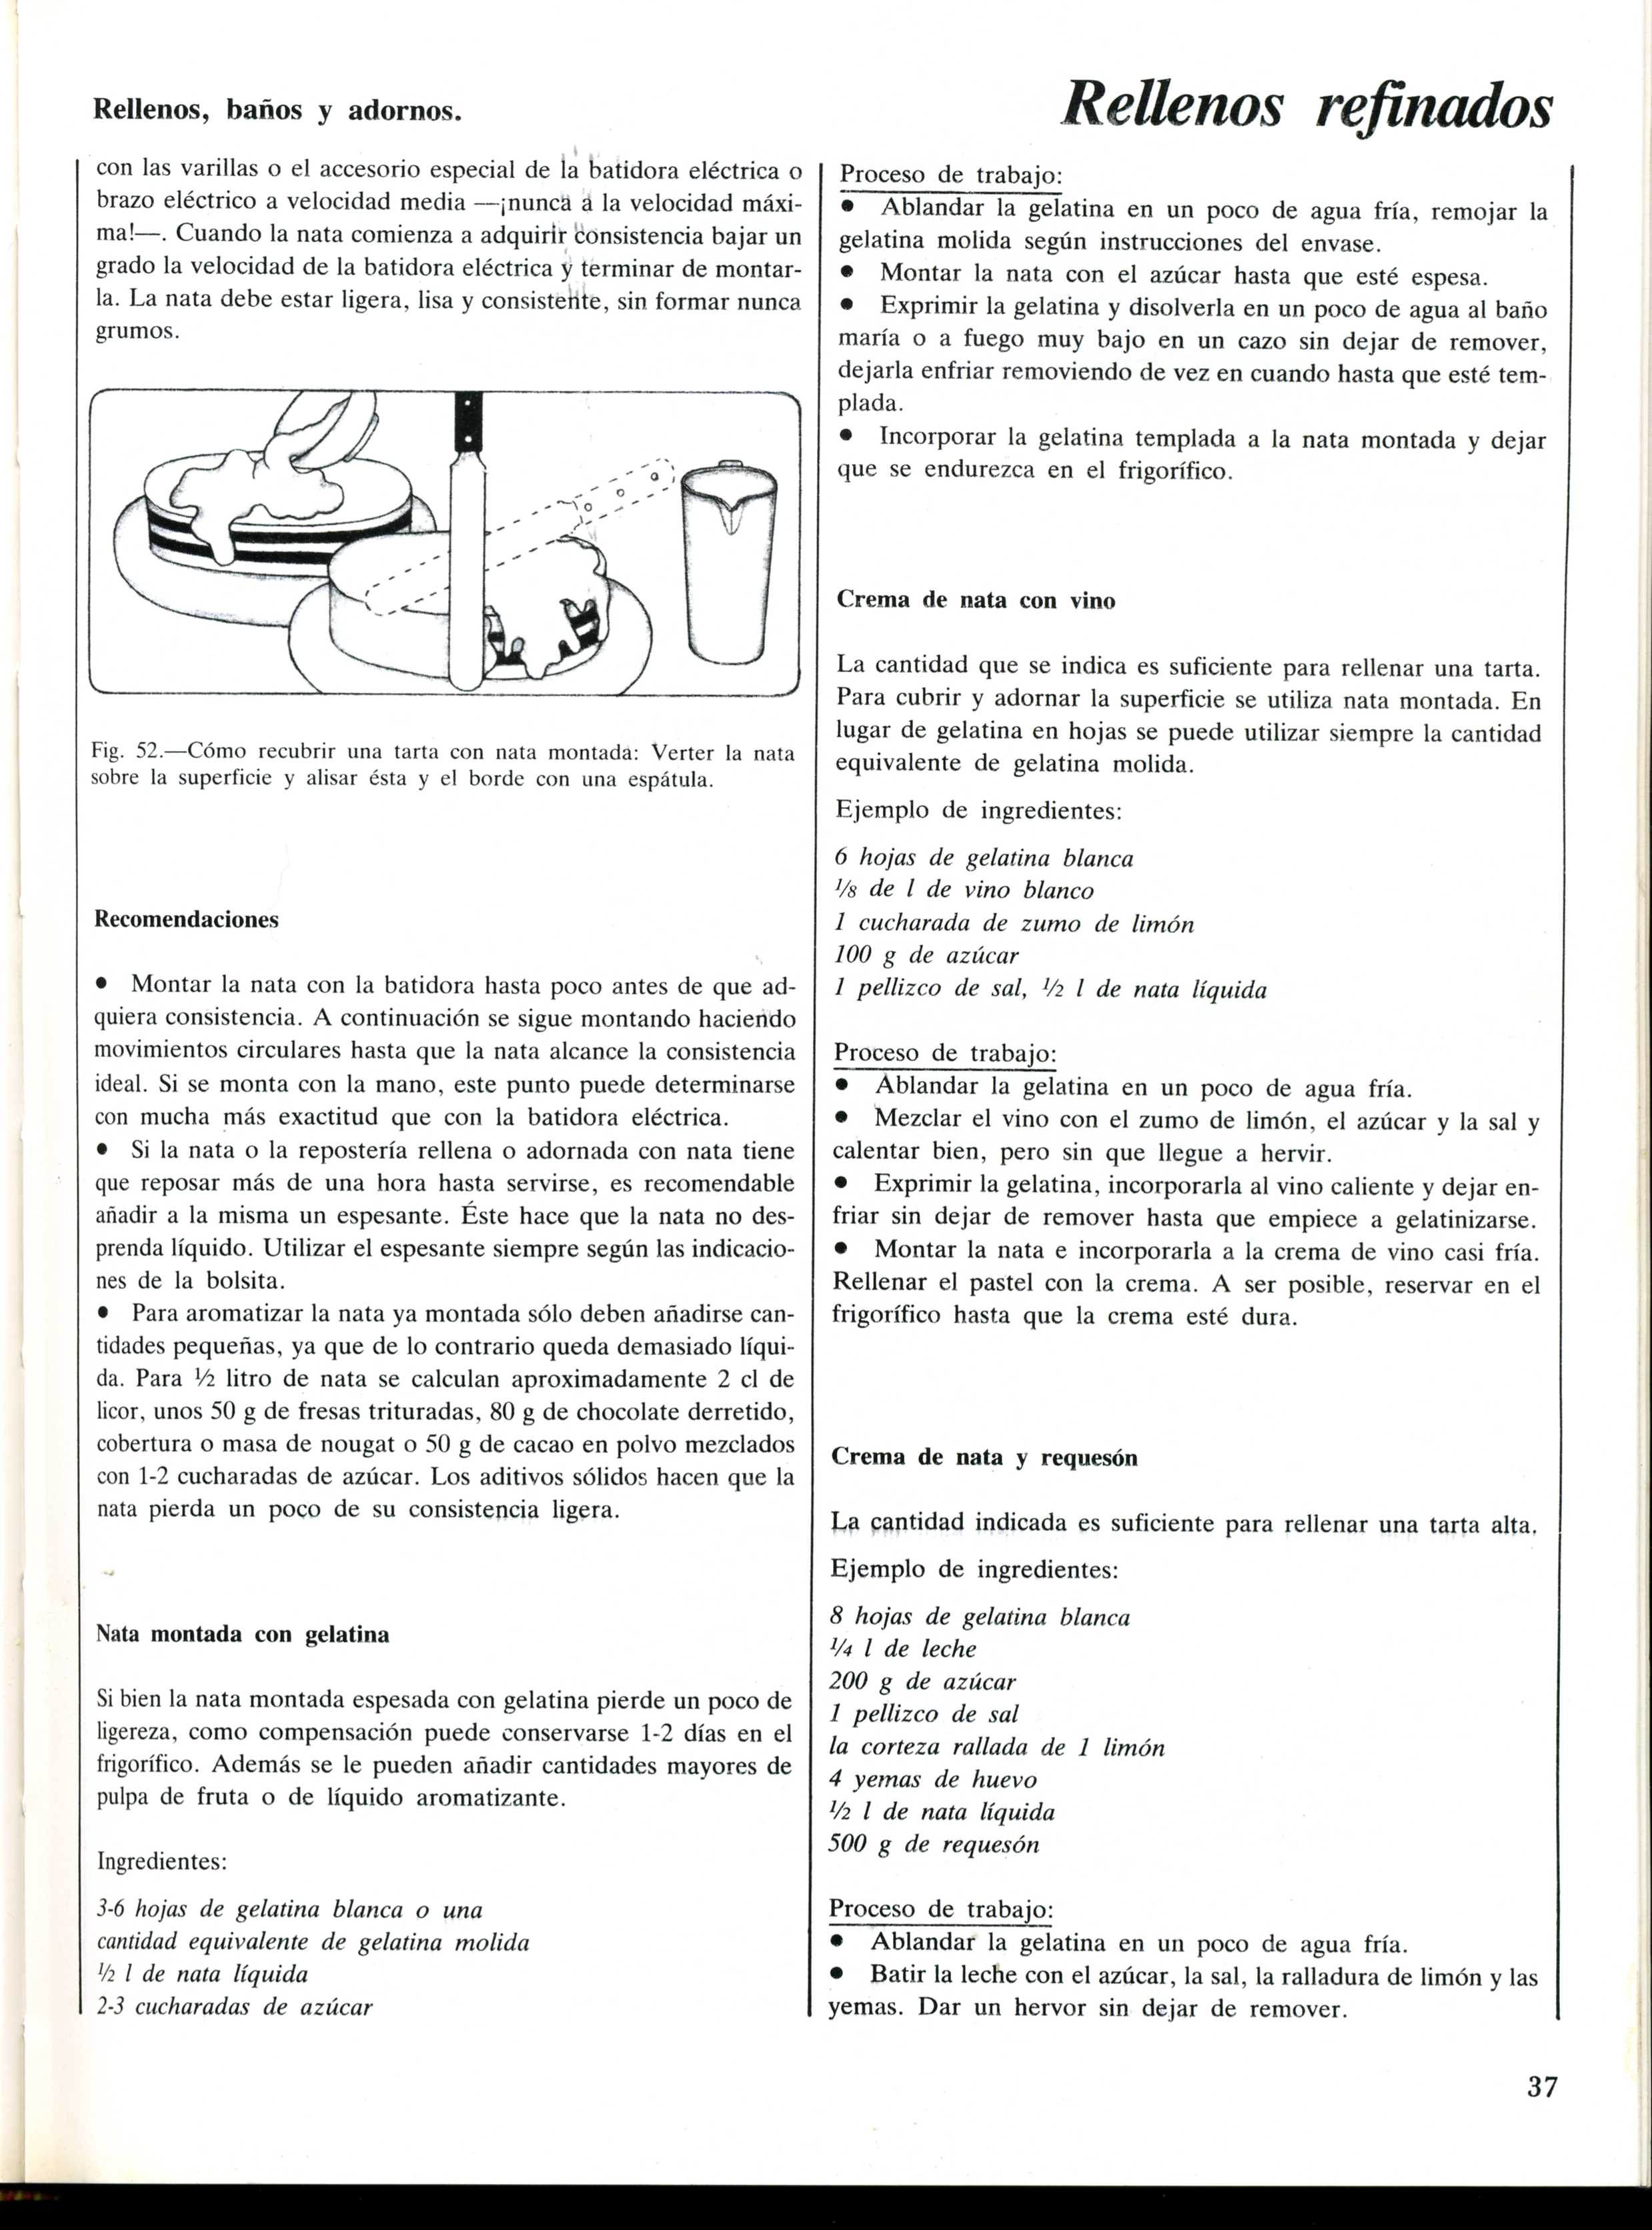 Rellenos, baños y adornos.
Rellenos refinados
con las varillas o el accesorio especial de la batidora eléctrica o
brazo eléctrico a velocidad media —¡nunca a la velocidad máxi-
ma!—. Cuando la nata comienza a adquirir consistencia bajar un
grado la velocidad de la batidora eléctrica y terminar de montar-
la. La nata debe estar ligera, lisa y consistente, sin formar nunca
grumos.
Fig. 52.—Cómo recubrir una tarta con nata montada: Verter la nata
sobre la superficie y alisar ésta y el borde con una espátula.
Recomendaciones
• Montar la nata con la batidora hasta poco antes de que ad-
quiera consistencia. A continuación se sigue montando haciendo
movimientos circulares hasta que la nata alcance la consistencia
ideal. Si se monta con la mano, este punto puede determinarse
con mucha más exactitud que con la batidora eléctrica.
• Si la nata o la repostería rellena o adornada con nata tiene
que reposar más de una hora hasta servirse, es recomendable
añadir a la misma un espesante. Éste hace que la nata no des-
prenda líquido. Utilizar el espesante siempre según las indicacio-
nes de la bolsita.
• Para aromatizar la nata ya montada sólo deben añadirse can-
tidades pequeñas, ya que de lo contrario queda demasiado líqui-
da. Para ½ litro de nata se calculan aproximadamente 2 cl de
licor, unos 50 g de fresas trituradas, 80 g de chocolate derretido,
cobertura o masa de nougat o 50 g de cacao en polvo mezclados
con 1-2 cucharadas de azúcar. Los aditivos sólidos hacen que la
nata pierda un poco de su consistencia ligera.
Nata montada con gelatina
Si bien la nata montada espesada con gelatina pierde un poco de
ligereza, como compensación puede conservarse 1-2 días en el
frigorífico. Además se le pueden añadir cantidades mayores de
pulpa de fruta o de líquido aromatizante.
Ingredientes:
3-6 hojas de gelatina blanca o una
cantidad equivalente de gelatina molida
½ l de nata líquida
2-3 cucharadas de azúcar
Proceso de trabajo:
• Ablandar la gelatina en un poco de agua fría, remojar la
gelatina molida según instrucciones del envase.
• Montar la nata con el azúcar hasta que esté espesa.
• Exprimir la gelatina y disolverla en un poco de agua al baño
maría o a fuego muy bajo en un cazo sin dejar de remover,
dejarla enfriar removiendo de vez en cuando hasta que esté tem-
plada.
• Incorporar la gelatina templada a la nata montada y dejar
que se endurezca en el frigorífico.
Crema de nata con vino
La cantidad que se indica es suficiente para rellenar una tarta.
Para cubrir y adornar la superficie se utiliza nata montada. En
lugar de gelatina en hojas se puede utilizar siempre la cantidad
equivalente de gelatina molida.
Ejemplo de ingredientes:
6 hojas de gelatina blanca
⅛ de l de vino blanco
1 cucharada de zumo de limón
100 g de azúcar
1 pellizco de sal, ½ l de nata líquida
Proceso de trabajo:
• Ablandar la gelatina en un poco de agua fría.
• Mezclar el vino con el zumo de limón, el azúcar y la sal y
calentar bien, pero sin que llegue a hervir.
• Exprimir la gelatina, incorporarla al vino caliente y dejar en-
friar sin dejar de remover hasta que empiece a gelatinizarse.
• Montar la nata e incorporarla a la crema de vino casi fría.
Rellenar el pastel con la crema. A ser posible, reservar en el
frigorífico hasta que la crema esté dura.
Crema de nata y requesón
La cantidad indicada es suficiente para rellenar una tarta alta.
Ejemplo de ingredientes:
8 hojas de gelatina blanca
¼ l de leche
200 g de azúcar
1 pellizco de sal
la corteza rallada de 1 limón
4 yemas de huevo
½ l de nata líquida
500 g de requesón
Proceso de trabajo:
• Ablandar la gelatina en un poco de agua fría.
• Batir la leche con el azúcar, la sal, la ralladura de limón y las
yemas. Dar un hervor sin dejar de remover.
37